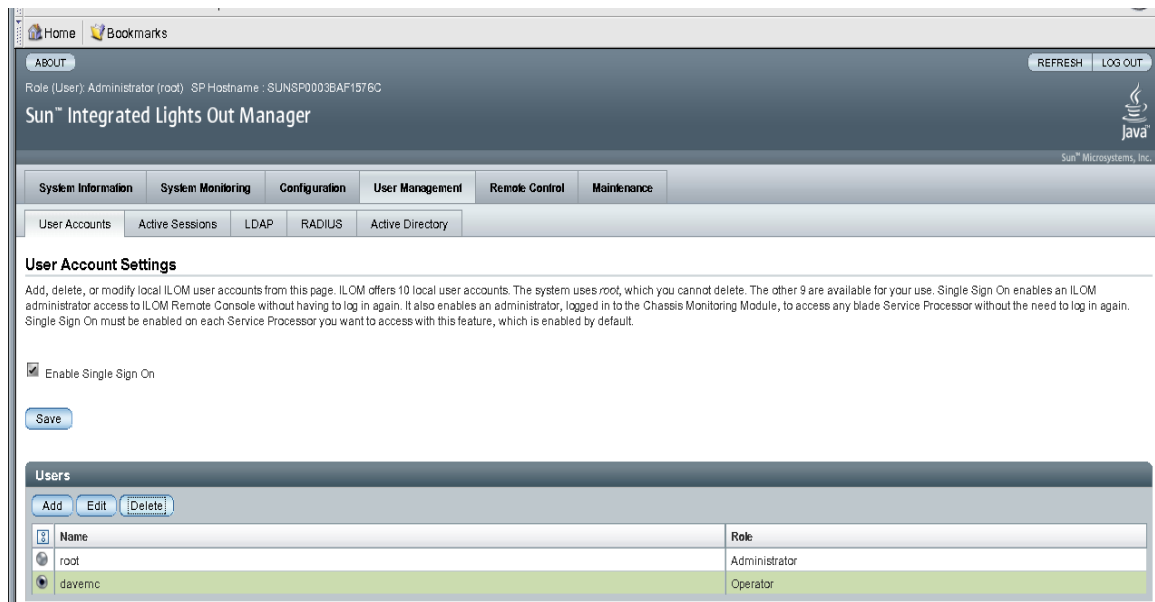 Home Bookmarks
ABOUT REFRESH LOG OUT
Role (User): Administrator (root) SP Hostname : SUNSP0003BAF1576C
Sun™ Integrated Lights Out Manager
Java™
Sun™ Microsystems, Inc.
System Information System Monitoring Configuration User Management Remote Control Maintenance
User Accounts Active Sessions LDAP RADIUS Active Directory
User Account Settings
Add, delete, or modify local ILOM user accounts from this page. ILOM offers 10 local user accounts. The system uses root, which you cannot delete. The other 9 are available for your use. Single Sign On enables an ILOM
administrator access to ILOM Remote Console without having to log in again. It also enables an administrator, logged in to the Chassis Monitoring Module, to access any blade Service Processor without the need to log in again.
Single Sign On must be enabled on each Service Processor you want to access with this feature, which is enabled by default.
Enable Single Sign On
Save
Users
Add Edit Delete
Name Role
root Administrator
davemc Operator